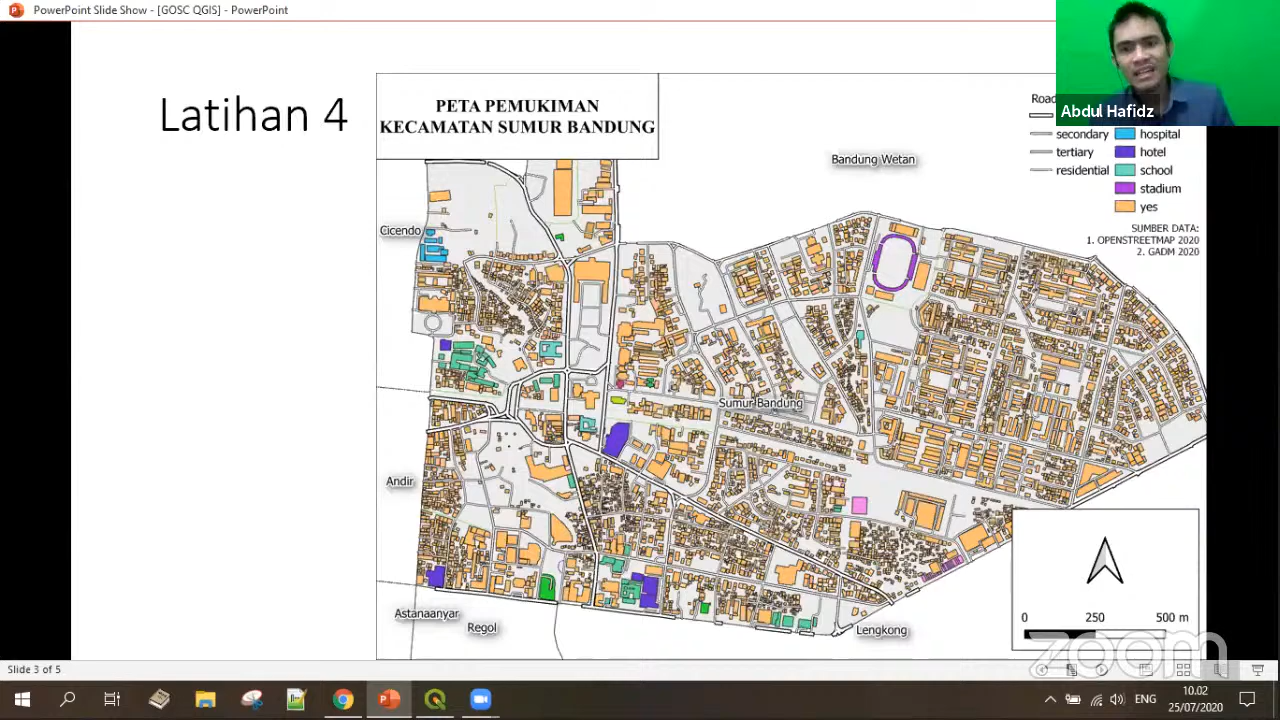 PowerPoint Slide Show - [GOSC QGIS] - PowerPoint
Latihan 4
PETA PEMUKIMAN
KECAMATAN SUMUR BANDUNG
Road
Abdul Hafidz
secondary
hospital
tertiary
hotel
residential
school
stadium
yes
SUMBER DATA:
1. OPENSTREETMAP 2020
2. GADM 2020
Bandung Wetan
Cicendo
Sumur Bandung
Andir
Astanaanyar
Regol
Lengkong
0 250 500 m
zoom
Slide 3 of 5
ENG
10.02
25/07/2020